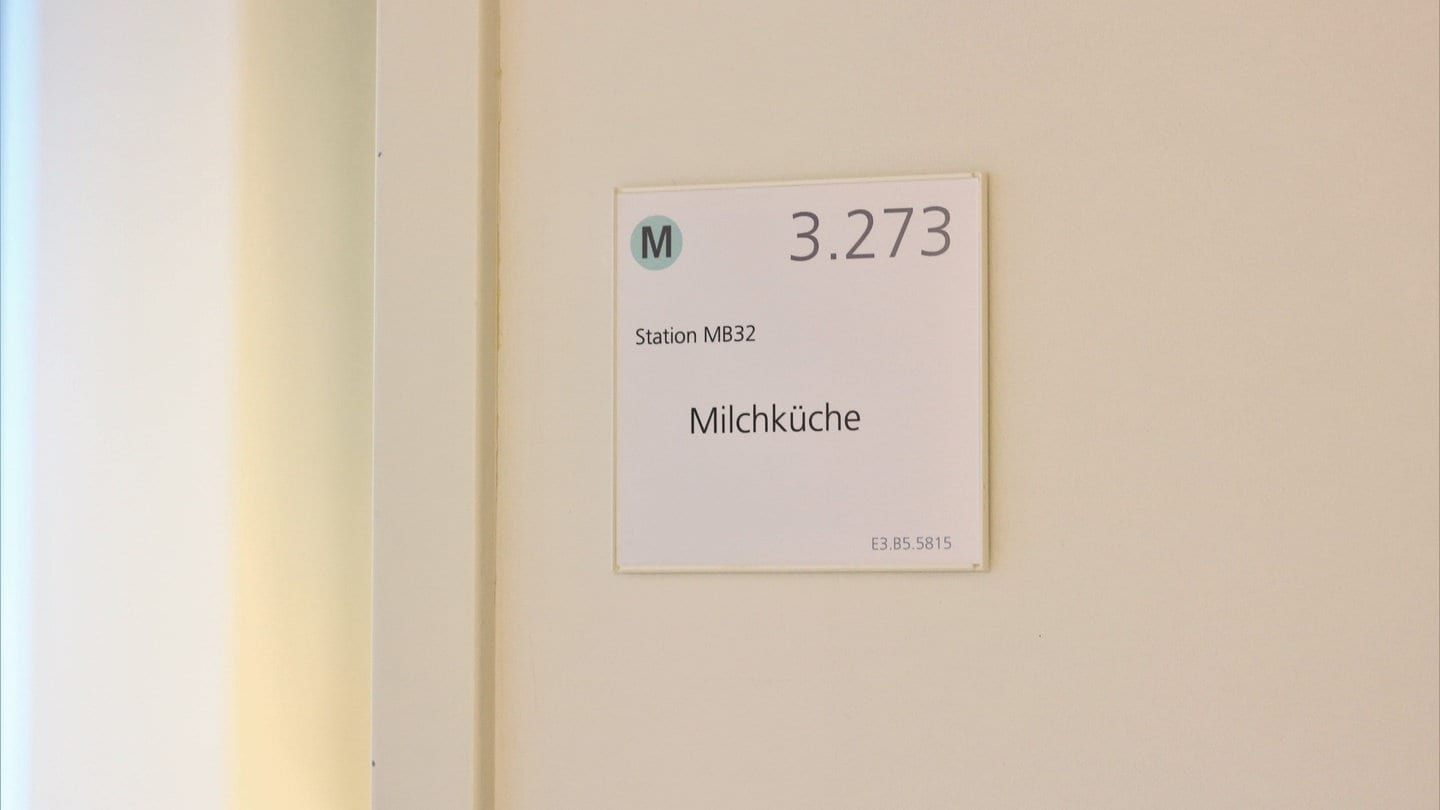 M 3.273
Station MB32
Milchküche
E3.B5.5815